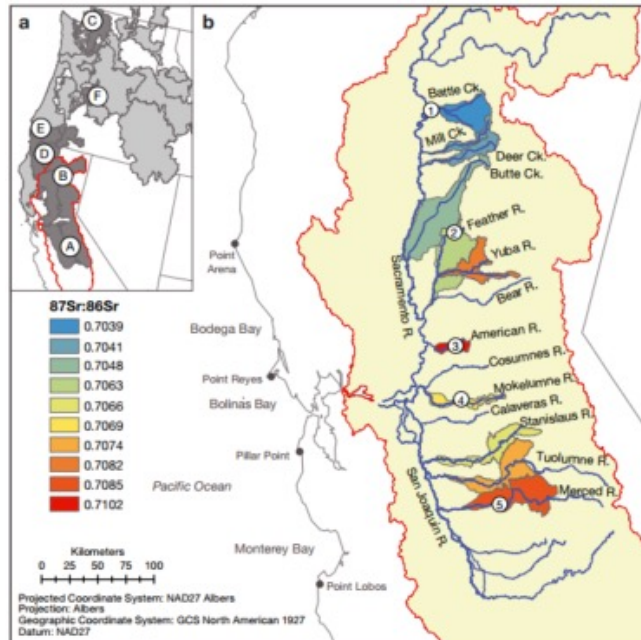 a
C
F
E
D
B
A
b
Battle Ck.
1
Mill Ck.
Deer Ck.
Butte Ck.
Feather R.
2
Yuba R.
Bear R.
Sacramento R.
American R.
3
Cosumnes R.
Mokelumne R.
4
Calaveras R.
Stanislaus R.
Tuolumne R.
Merced R.
5
San Joaquin R.
Point
Arena
Bodega Bay
Point Reyes
Bolinas Bay
Pillar Point
Pacific Ocean
Monterey Bay
Point Lobos
87Sr:86Sr
0.7039
0.7041
0.7048
0.7063
0.7066
0.7069
0.7074
0.7082
0.7085
0.7102
Kilometers
0 25 50 100
Projected Coordinate System: NAD27 Albers
Projection: Albers
Geographic Coordinate System: GCS North American 1927
Datum: NAD27